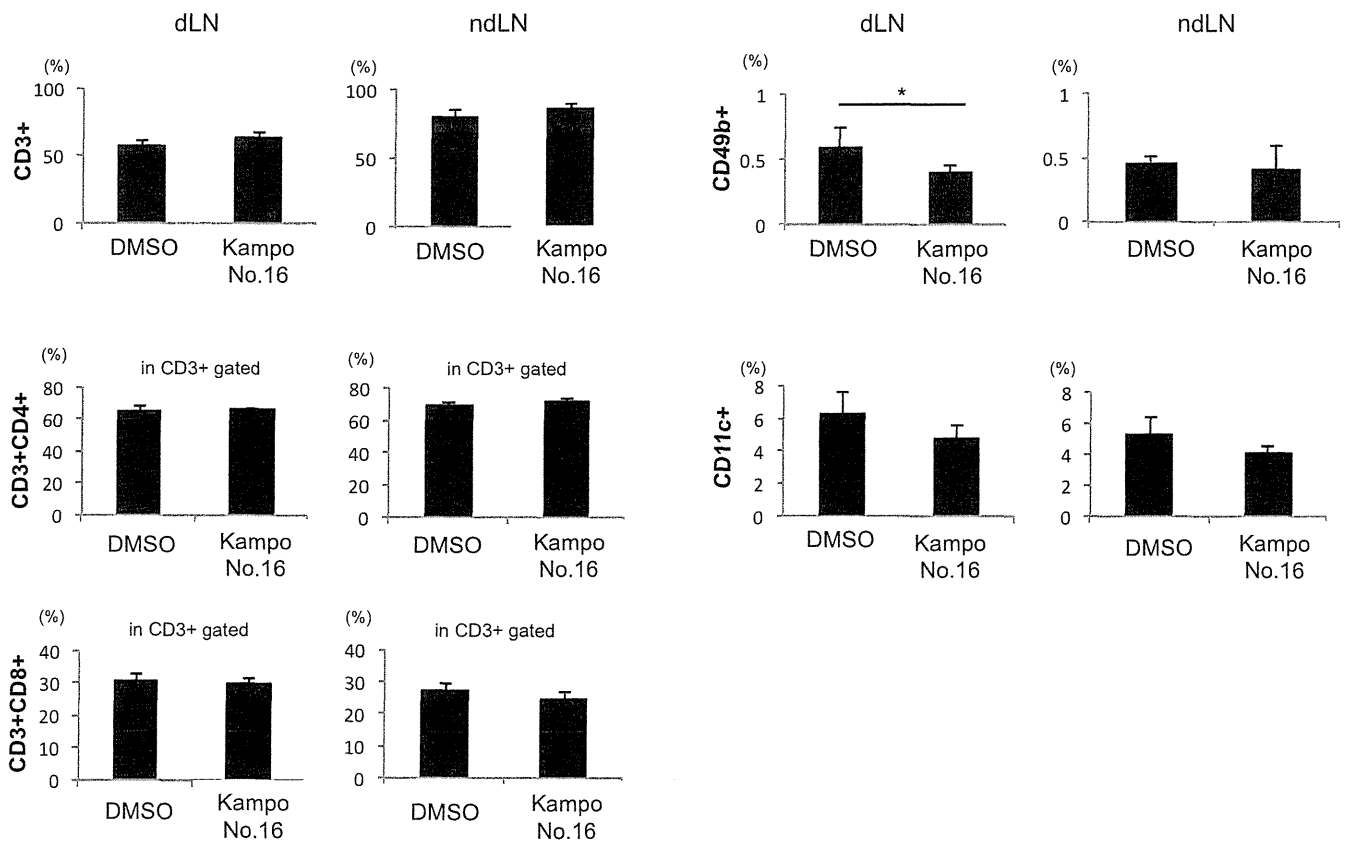 dLN
ndLN
dLN
ndLN
(%)
CD3+
100
50
0
DMSO
Kampo
No.16
(%)
100
50
0
DMSO
Kampo
No.16
(%)
CD49b+
1
0.5
0
*
DMSO
Kampo
No.16
(%)
1
0.5
0
DMSO
Kampo
No.16
(%)
in CD3+ gated
CD3+CD4+
80
60
40
20
0
DMSO
Kampo
No.16
(%)
in CD3+ gated
80
60
40
20
0
DMSO
Kampo
No.16
(%)
CD11c+
8
6
4
2
0
DMSO
Kampo
No.16
(%)
8
6
4
2
0
DMSO
Kampo
No.16
(%)
in CD3+ gated
CD3+CD8+
40
30
20
10
0
DMSO
Kampo
No.16
(%)
in CD3+ gated
40
30
20
10
0
DMSO
Kampo
No.16